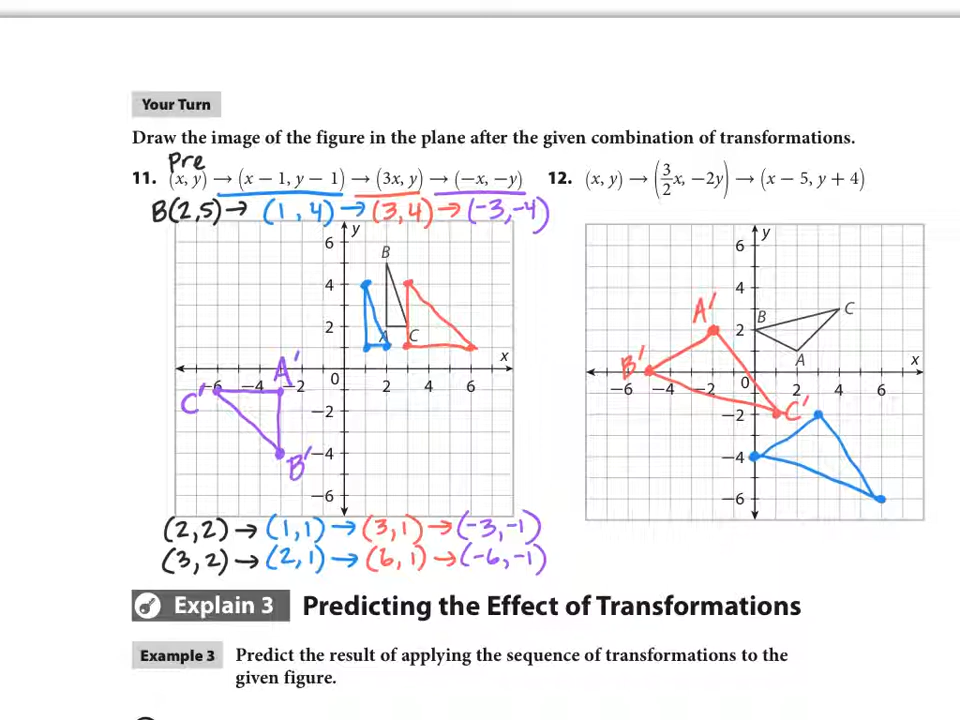 Your Turn
Draw the image of the figure in the plane after the given combination of transformations.
Pre
11. (x, y) → (x − 1, y − 1) → (3x, y) → (−x, −y)
12. (x, y) → (3/2 x, −2y) → (x − 5, y + 4)
B(2,5) → (1, 4) → (3, 4) → (-3,-4)
y
6
B
4
2
A C
x
−6 −4 −2 0 2 4 6
A'
C'
−2
B' −4
−6
y
6
4
A' B C
2
A
x
B'
−6 −4 −2 0 2 4 6
−2 C'
−4
−6
(2,2) → (1,1) → (3,1) → (-3,-1)
(3,2) → (2,1) → (6,1) → (-6,-1)
Explain 3 Predicting the Effect of Transformations
Example 3 Predict the result of applying the sequence of transformations to the
given figure.